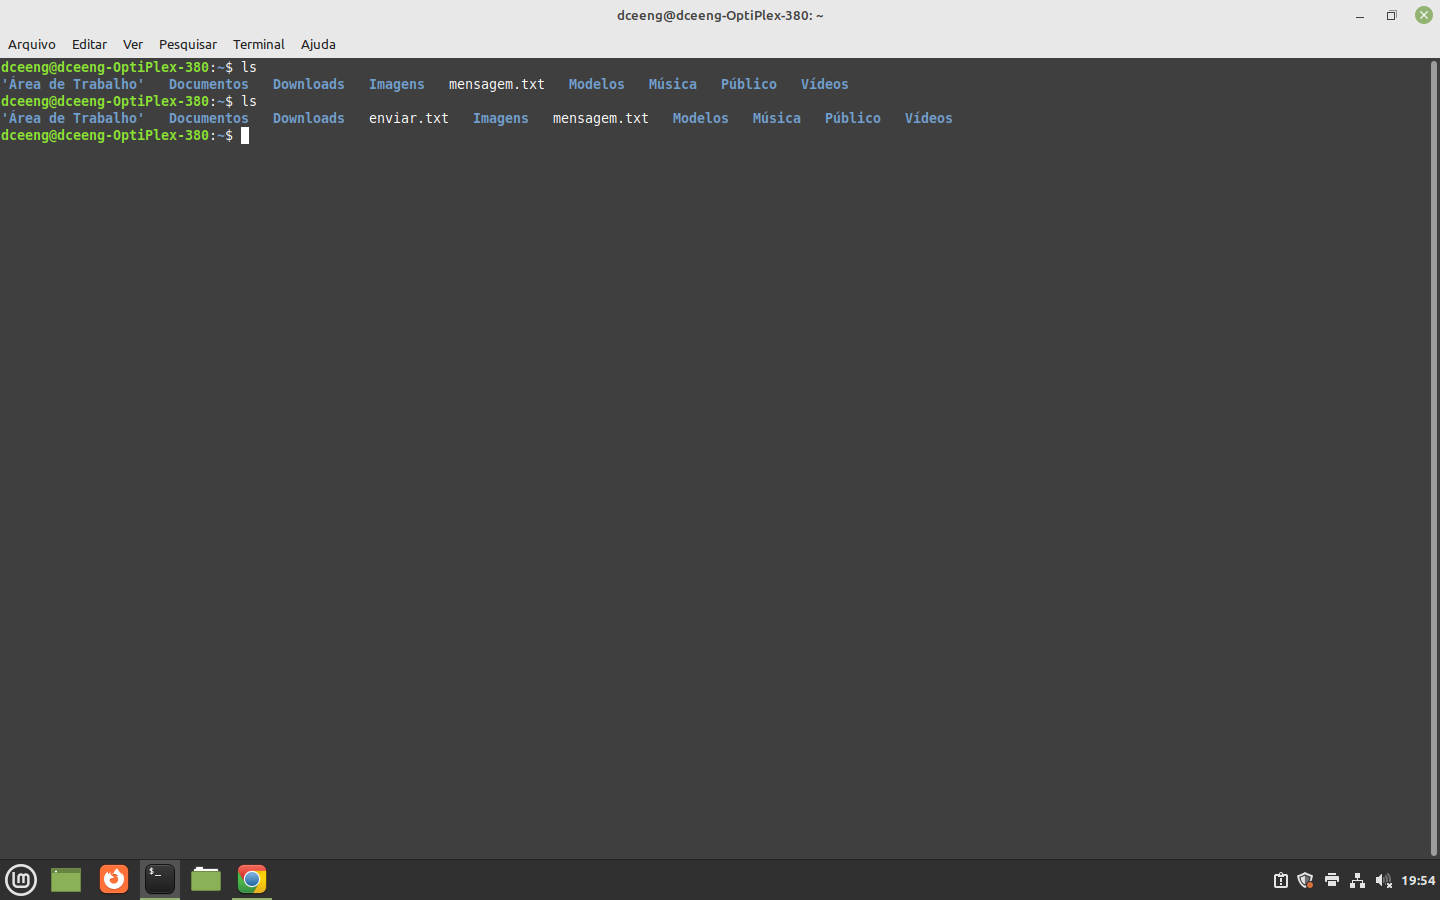 dceeng@dceeng-OptiPlex-380: ~
Arquivo Editar Ver Pesquisar Terminal Ajuda
dceeng@dceeng-OptiPlex-380:~$ ls
'Área de Trabalho'   Documentos   Downloads   Imagens   mensagem.txt   Modelos   Música   Público   Vídeos
dceeng@dceeng-OptiPlex-380:~$ ls
'Área de Trabalho'   Documentos   Downloads   enviar.txt   Imagens   mensagem.txt   Modelos   Música   Público   Vídeos
dceeng@dceeng-OptiPlex-380:~$
19:54